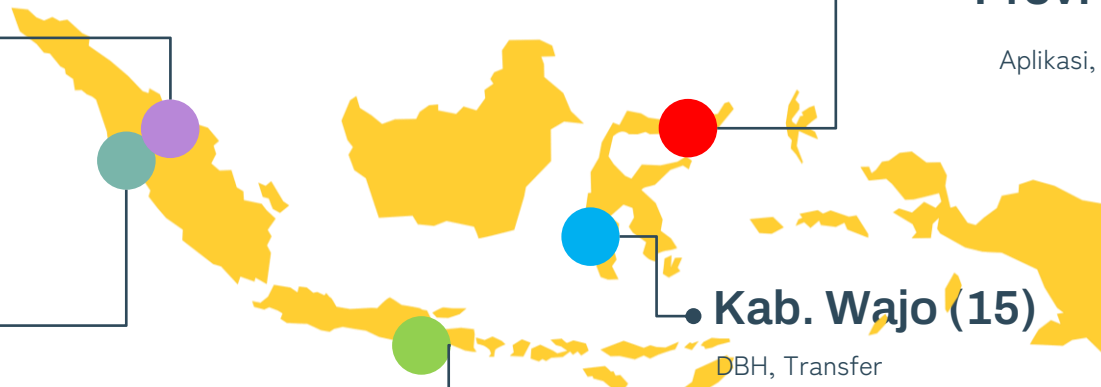 Aplikasi,
Kab. Wajo (15)
DBH, Transfer